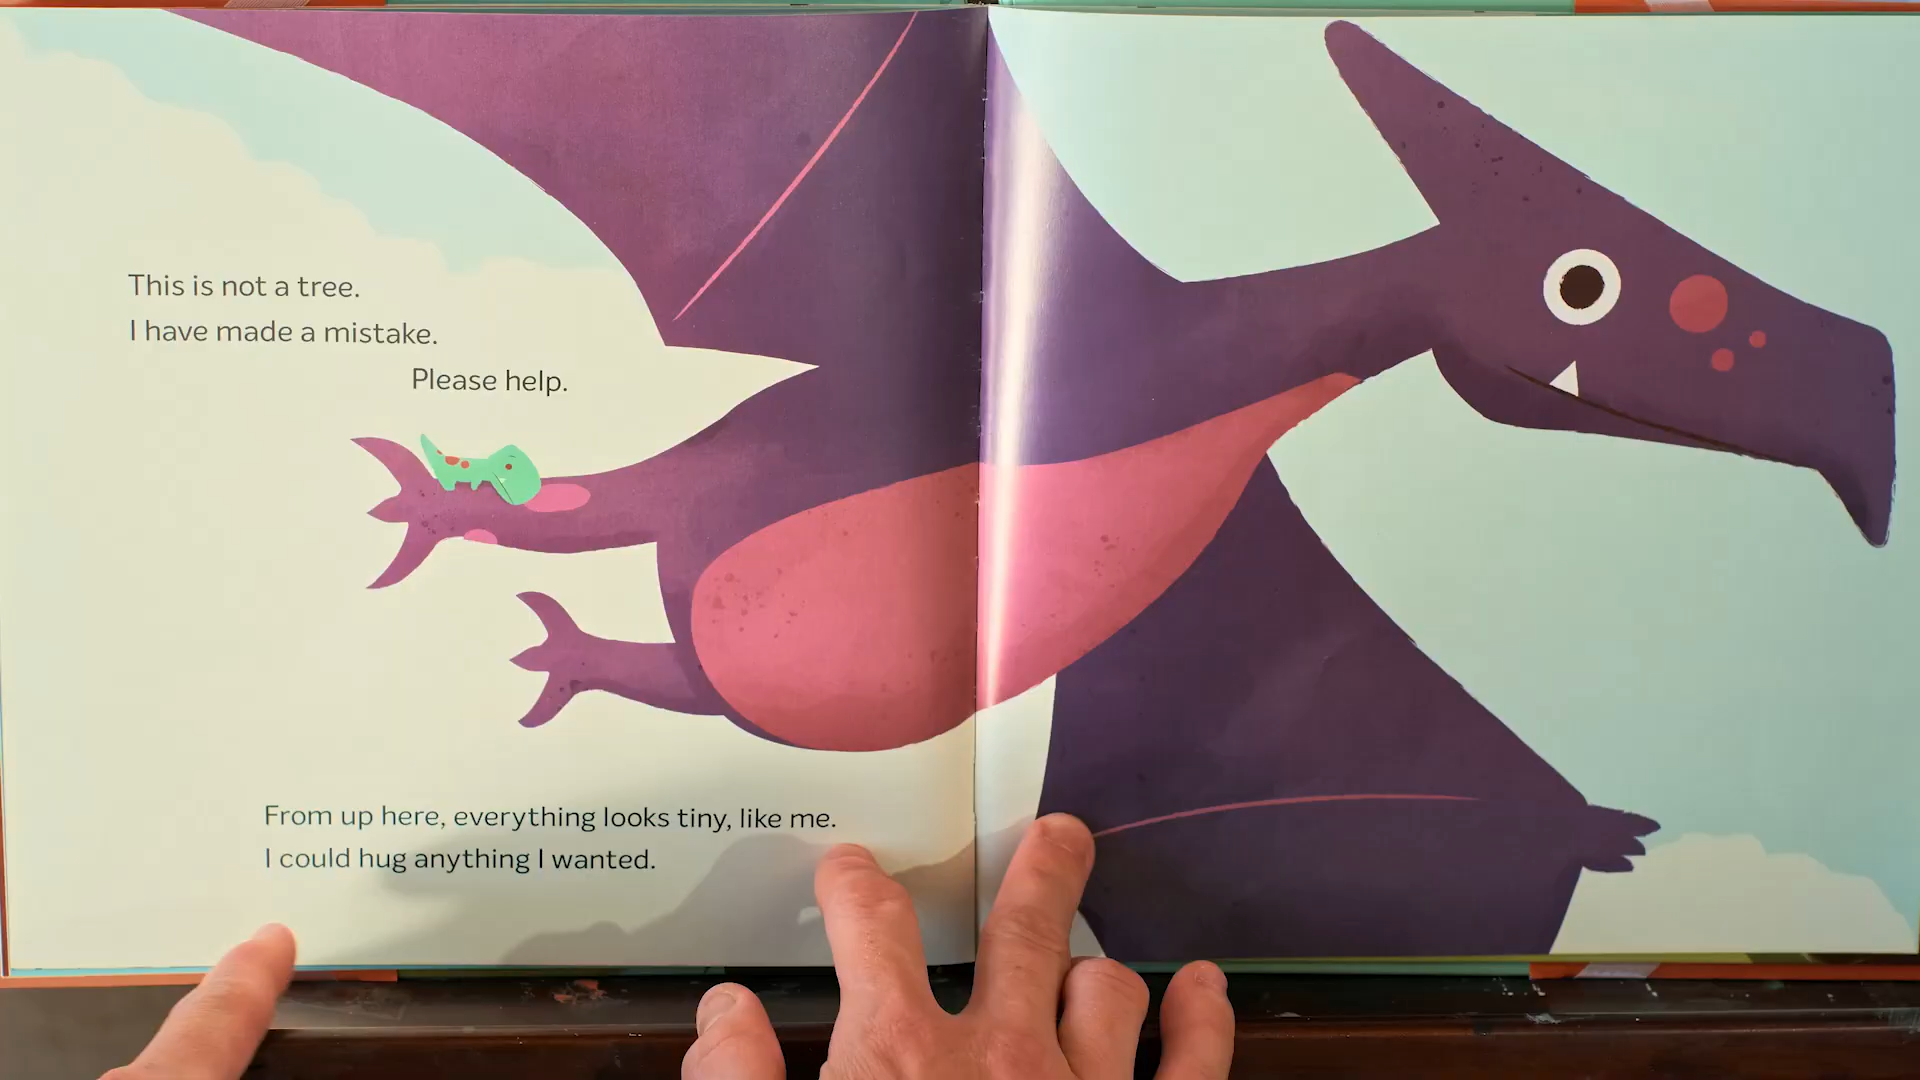 This is not a tree.
I have made a mistake.
Please help.
From up here, everything looks tiny, like me.
I could hug anything I wanted.